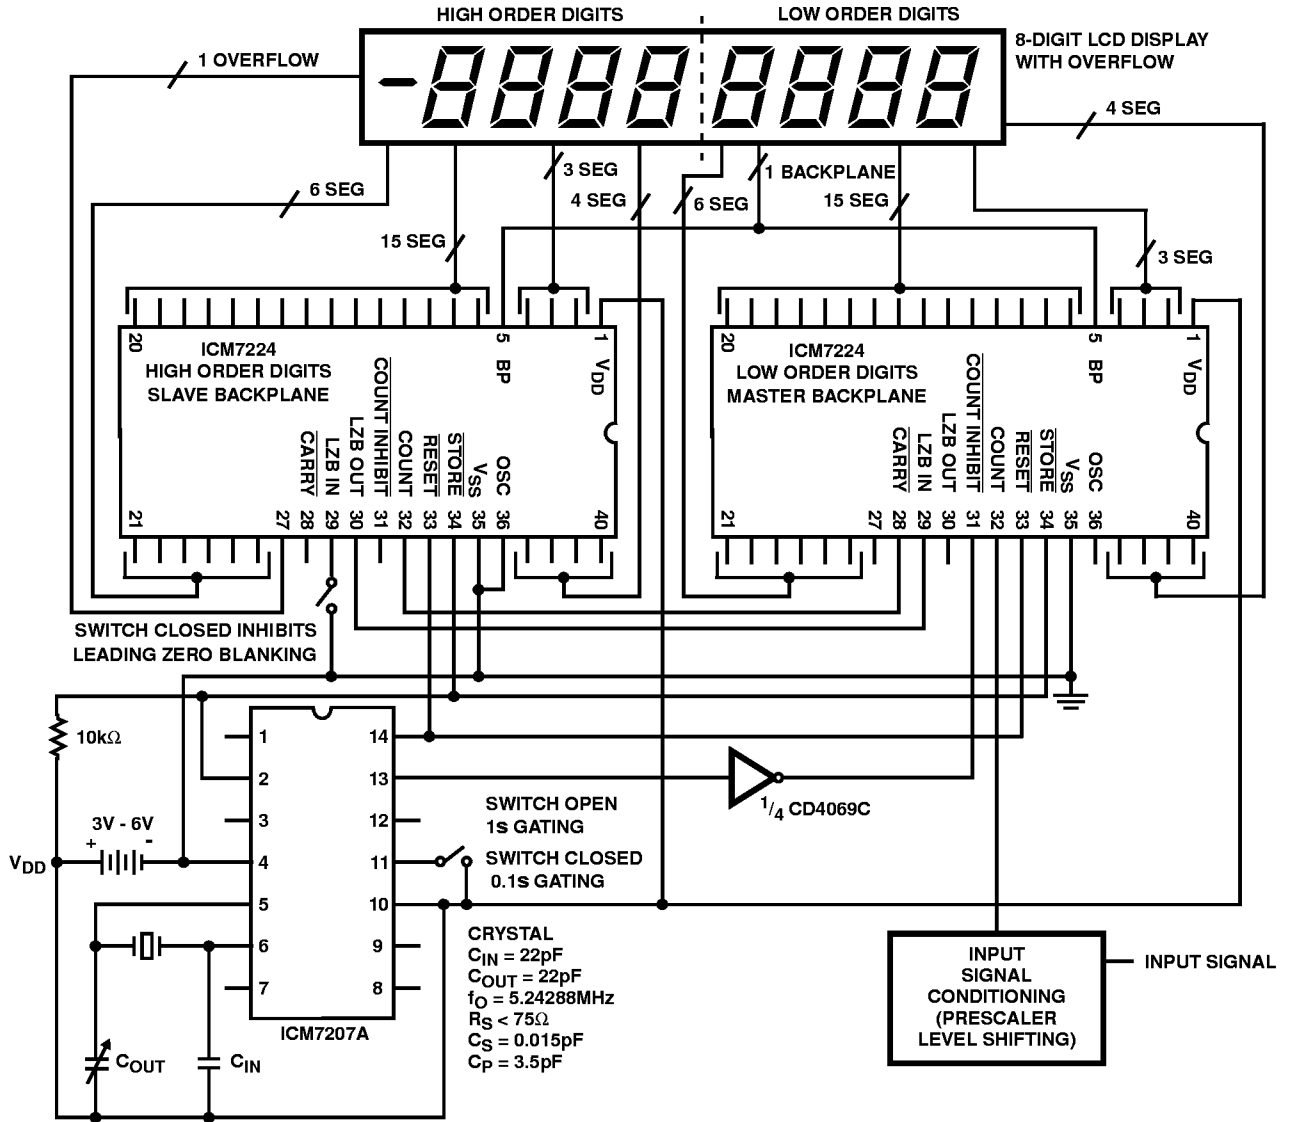 HIGH ORDER DIGITS
LOW ORDER DIGITS
8-DIGIT LCD DISPLAY
WITH OVERFLOW
1 OVERFLOW
4 SEG
6 SEG
15 SEG
3 SEG
4 SEG
6 SEG
1 BACKPLANE
15 SEG
3 SEG
20
ICM7224
HIGH ORDER DIGITS
SLAVE BACKPLANE
5
BP
1
VDD
CARRY
LZB IN
LZB OUT
COUNT INHIBIT
COUNT
RESET
STORE
VSS
OSC
21
27
28
29
30
31
32
33
34
35
36
40
20
ICM7224
LOW ORDER DIGITS
MASTER BACKPLANE
5
BP
1
VDD
CARRY
LZB IN
LZB OUT
COUNT INHIBIT
COUNT
RESET
STORE
VSS
OSC
21
27
28
29
30
31
32
33
34
35
36
40
SWITCH CLOSED INHIBITS
LEADING ZERO BLANKING
10kΩ
3V - 6V
+
-
VDD
1
2
3
4
5
6
7
14
13
12
11
10
9
8
ICM7207A
COUT
CIN
1/4 CD4069C
SWITCH OPEN
1s GATING
SWITCH CLOSED
0.1s GATING
CRYSTAL
CIN = 22pF
COUT = 22pF
fO = 5.24288MHz
RS < 75Ω
CS = 0.015pF
CP = 3.5pF
INPUT
SIGNAL
CONDITIONING
(PRESCALER
LEVEL SHIFTING)
INPUT SIGNAL